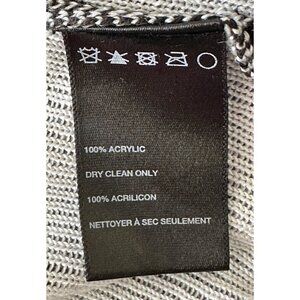 100% ACRYLIC
DRY CLEAN ONLY
100% ACRILICON
NETTOYER À SEC SEULEMENT